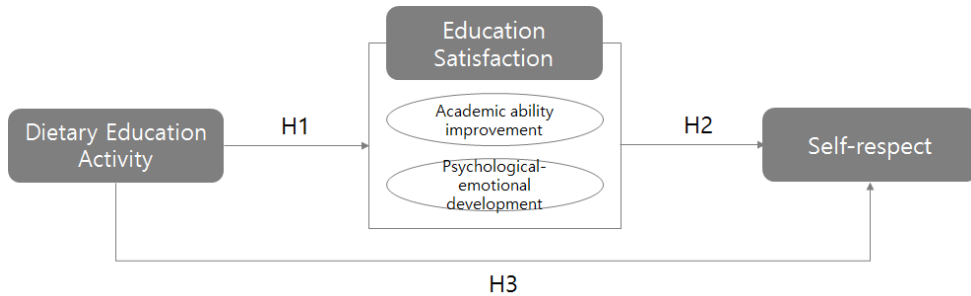 Education
Satisfaction
Academic ability
improvement
Dietary Education
Activity
H1
H2
Self-respect
Psychological-
emotional
development
H3